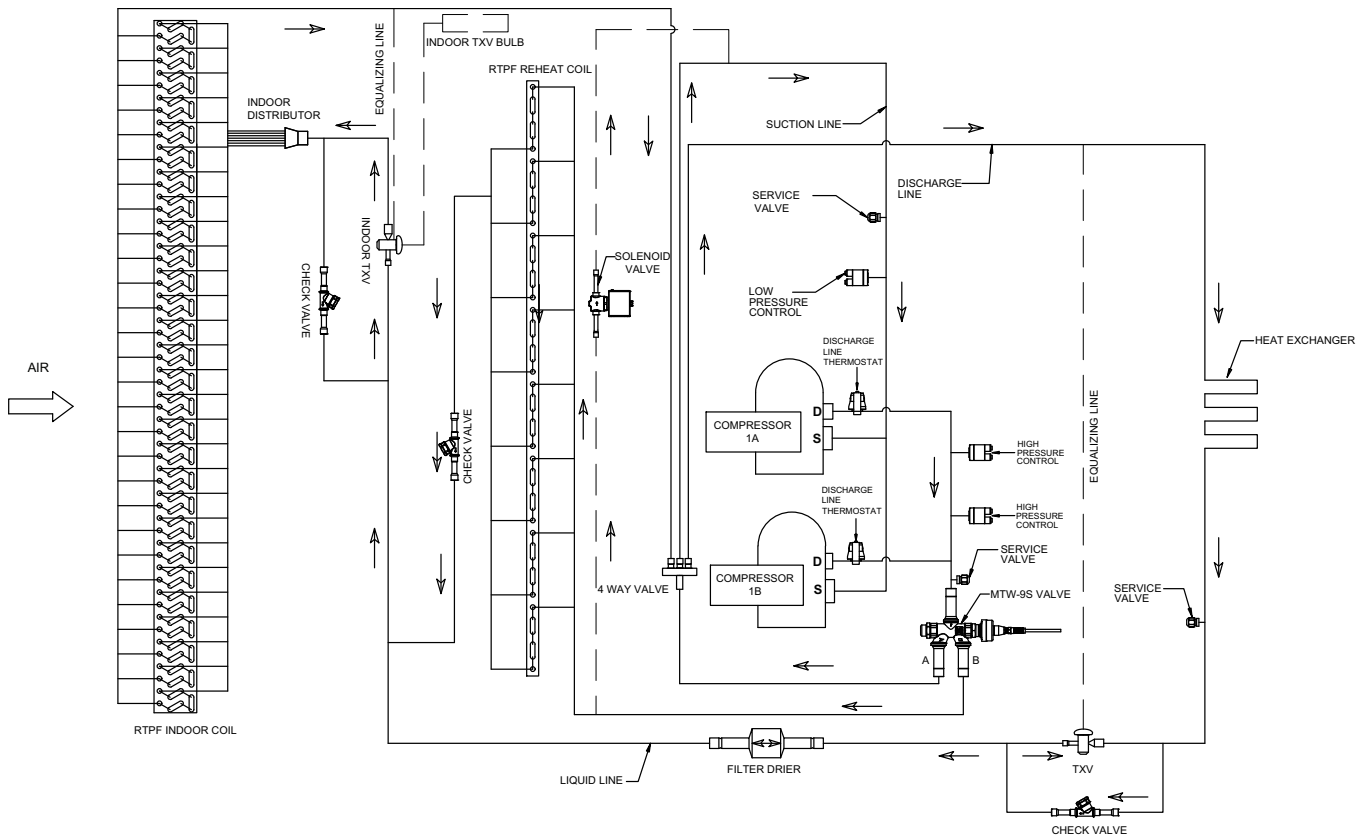 INDOOR TXV BULB
EQUALIZING LINE
RTPF REHEAT COIL
INDOOR
DISTRIBUTOR
SUCTION LINE
DISCHARGE
LINE
SERVICE
VALVE
INDOOR TXV
SOLENOID
VALVE
CHECK VALVE
LOW
PRESSURE
CONTROL
HEAT EXCHANGER
AIR
DISCHARGE
LINE
THERMOSTAT
D
COMPRESSOR
1A
S
EQUALIZING LINE
CHECK VALVE
HIGH
PRESSURE
CONTROL
DISCHARGE
LINE
THERMOSTAT
HIGH
PRESSURE
CONTROL
D
COMPRESSOR
1B
S
SERVICE
VALVE
4 WAY VALVE
MTW-9S VALVE
SERVICE
VALVE
A
B
RTPF INDOOR COIL
LIQUID LINE
FILTER DRIER
TXV
CHECK VALVE